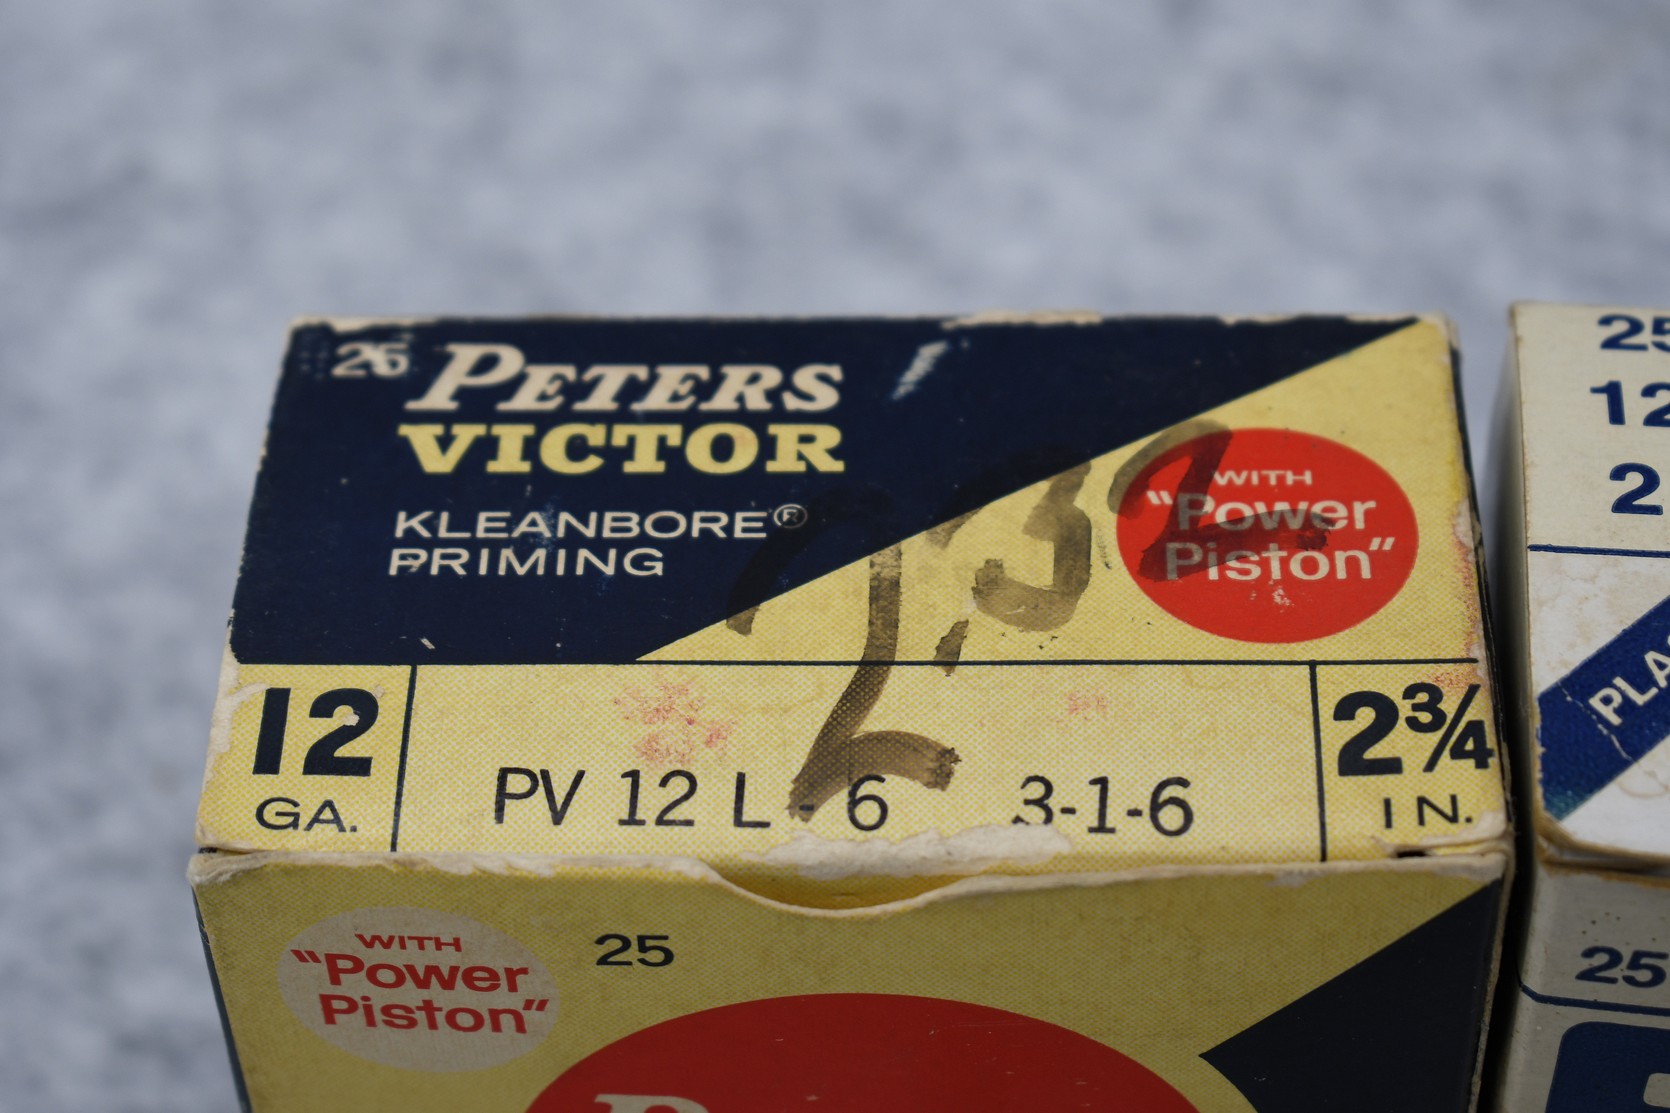 25 PETERS
VICTOR
KLEANBORE®
PRIMING
WITH
"Power
Piston"
2.32
12
GA.
PV 12 L - 6 3-1-6
2¾
IN.
WITH
"Power
Piston"
25
25
12
2
PLA
25